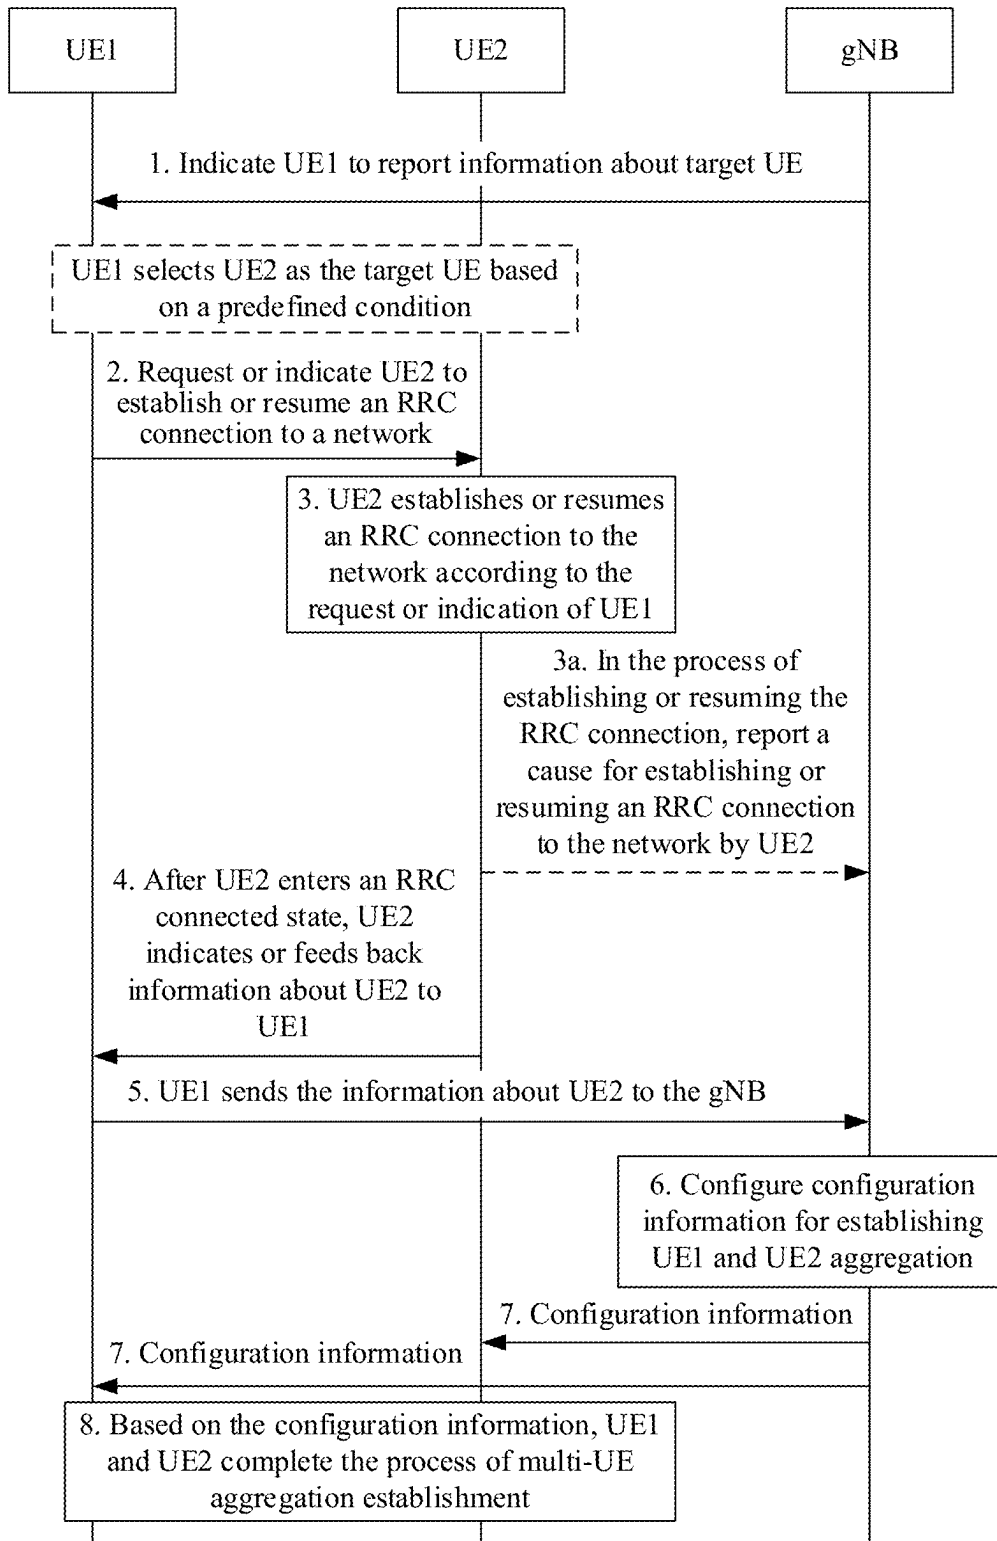 UE1
UE2
gNB
1. Indicate UE1 to report information about target UE
UE1 selects UE2 as the target UE based
on a predefined condition
2. Request or indicate UE2 to
establish or resume an RRC
connection to a network
3. UE2 establishes or resumes
an RRC connection to the
network according to the
request or indication of UE1
3a. In the process of
establishing or resuming the
RRC connection, report a
cause for establishing or
resuming an RRC connection
to the network by UE2
4. After UE2 enters an RRC
connected state, UE2
indicates or feeds back
information about UE2 to
UE1
5. UE1 sends the information about UE2 to the gNB
6. Configure configuration
information for establishing
UE1 and UE2 aggregation
7. Configuration information
7. Configuration information
8. Based on the configuration information, UE1
and UE2 complete the process of multi-UE
aggregation establishment